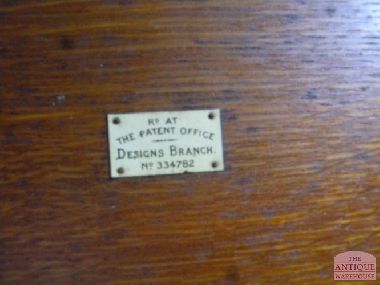 RD AT
THE PATENT OFFICE
DESIGNS BRANCH.
NO 334782
THE
ANTIQUE
WAREHOUSE